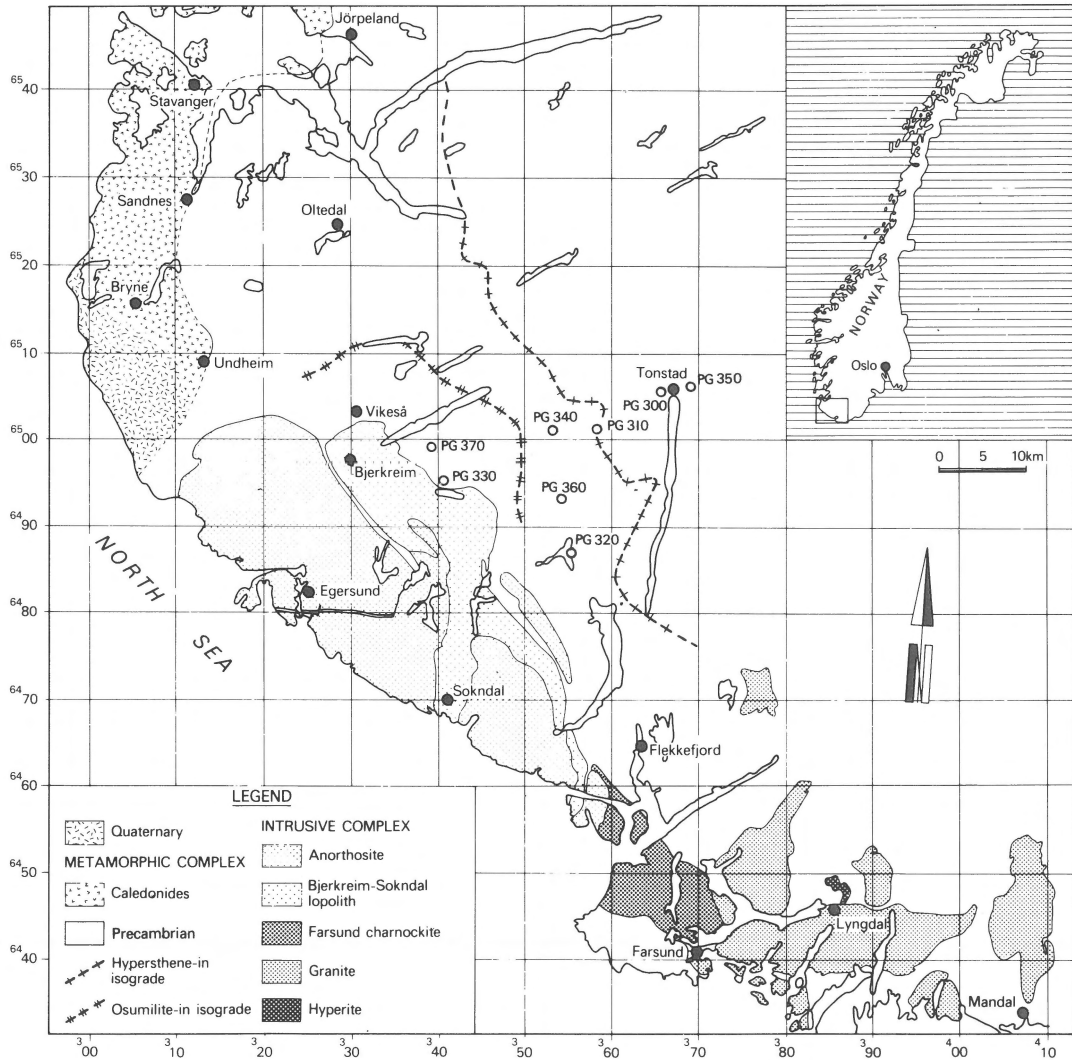 Jörpeland
65
40
Stavanger
65
30
Sandnes
Oltedal
65
20
Bryne
65
10
Undheim
Vikeså
65
00
Bjerkreim
PG 370
PG 330
PG 340
PG 310
PG 300
Tonstad
PG 350
PG 360
PG 320
64
90
NORTH
SEA
Egersund
64
80
64
70
Sokndal
Flekkefjord
64
60
64
50
64
40
Farsund
Lyngdal
Mandal
NORWAY
Oslo
0 5 10km
LEGEND
Quaternary
METAMORPHIC COMPLEX
Caledonides
Precambrian
Hypersthene-in
isograde
Osumilite-in isograde
INTRUSIVE COMPLEX
Anorthosite
Bjerkreim-Sokndal
lopolith
Farsund charnockite
Granite
Hyperite
3 3 3 3 3 3 3 3 3 3 4 4
00 10 20 30 40 50 60 70 80 90 00 10